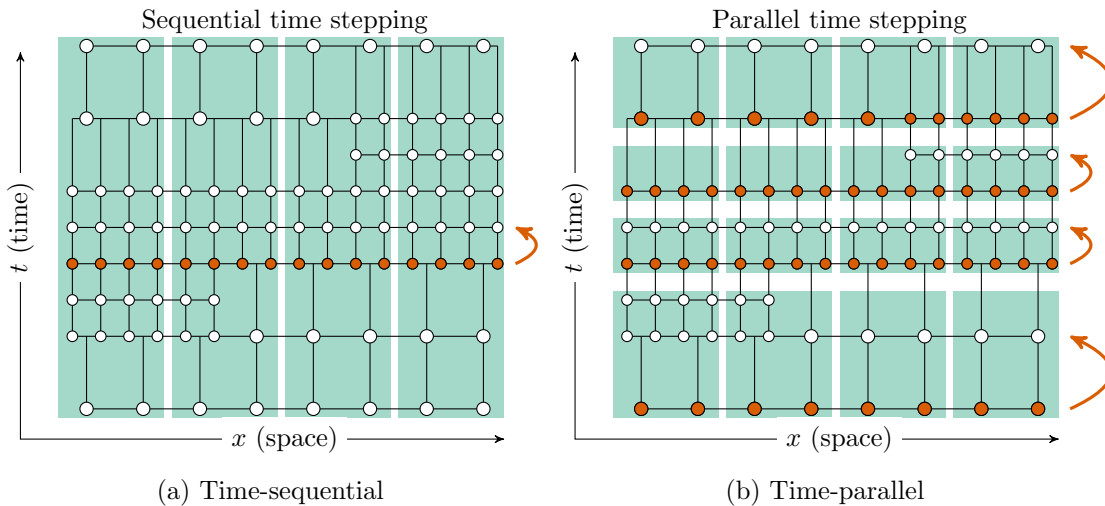 Sequential time stepping
Parallel time stepping
t (time)
t (time)
x (space)
x (space)
(a) Time-sequential
(b) Time-parallel